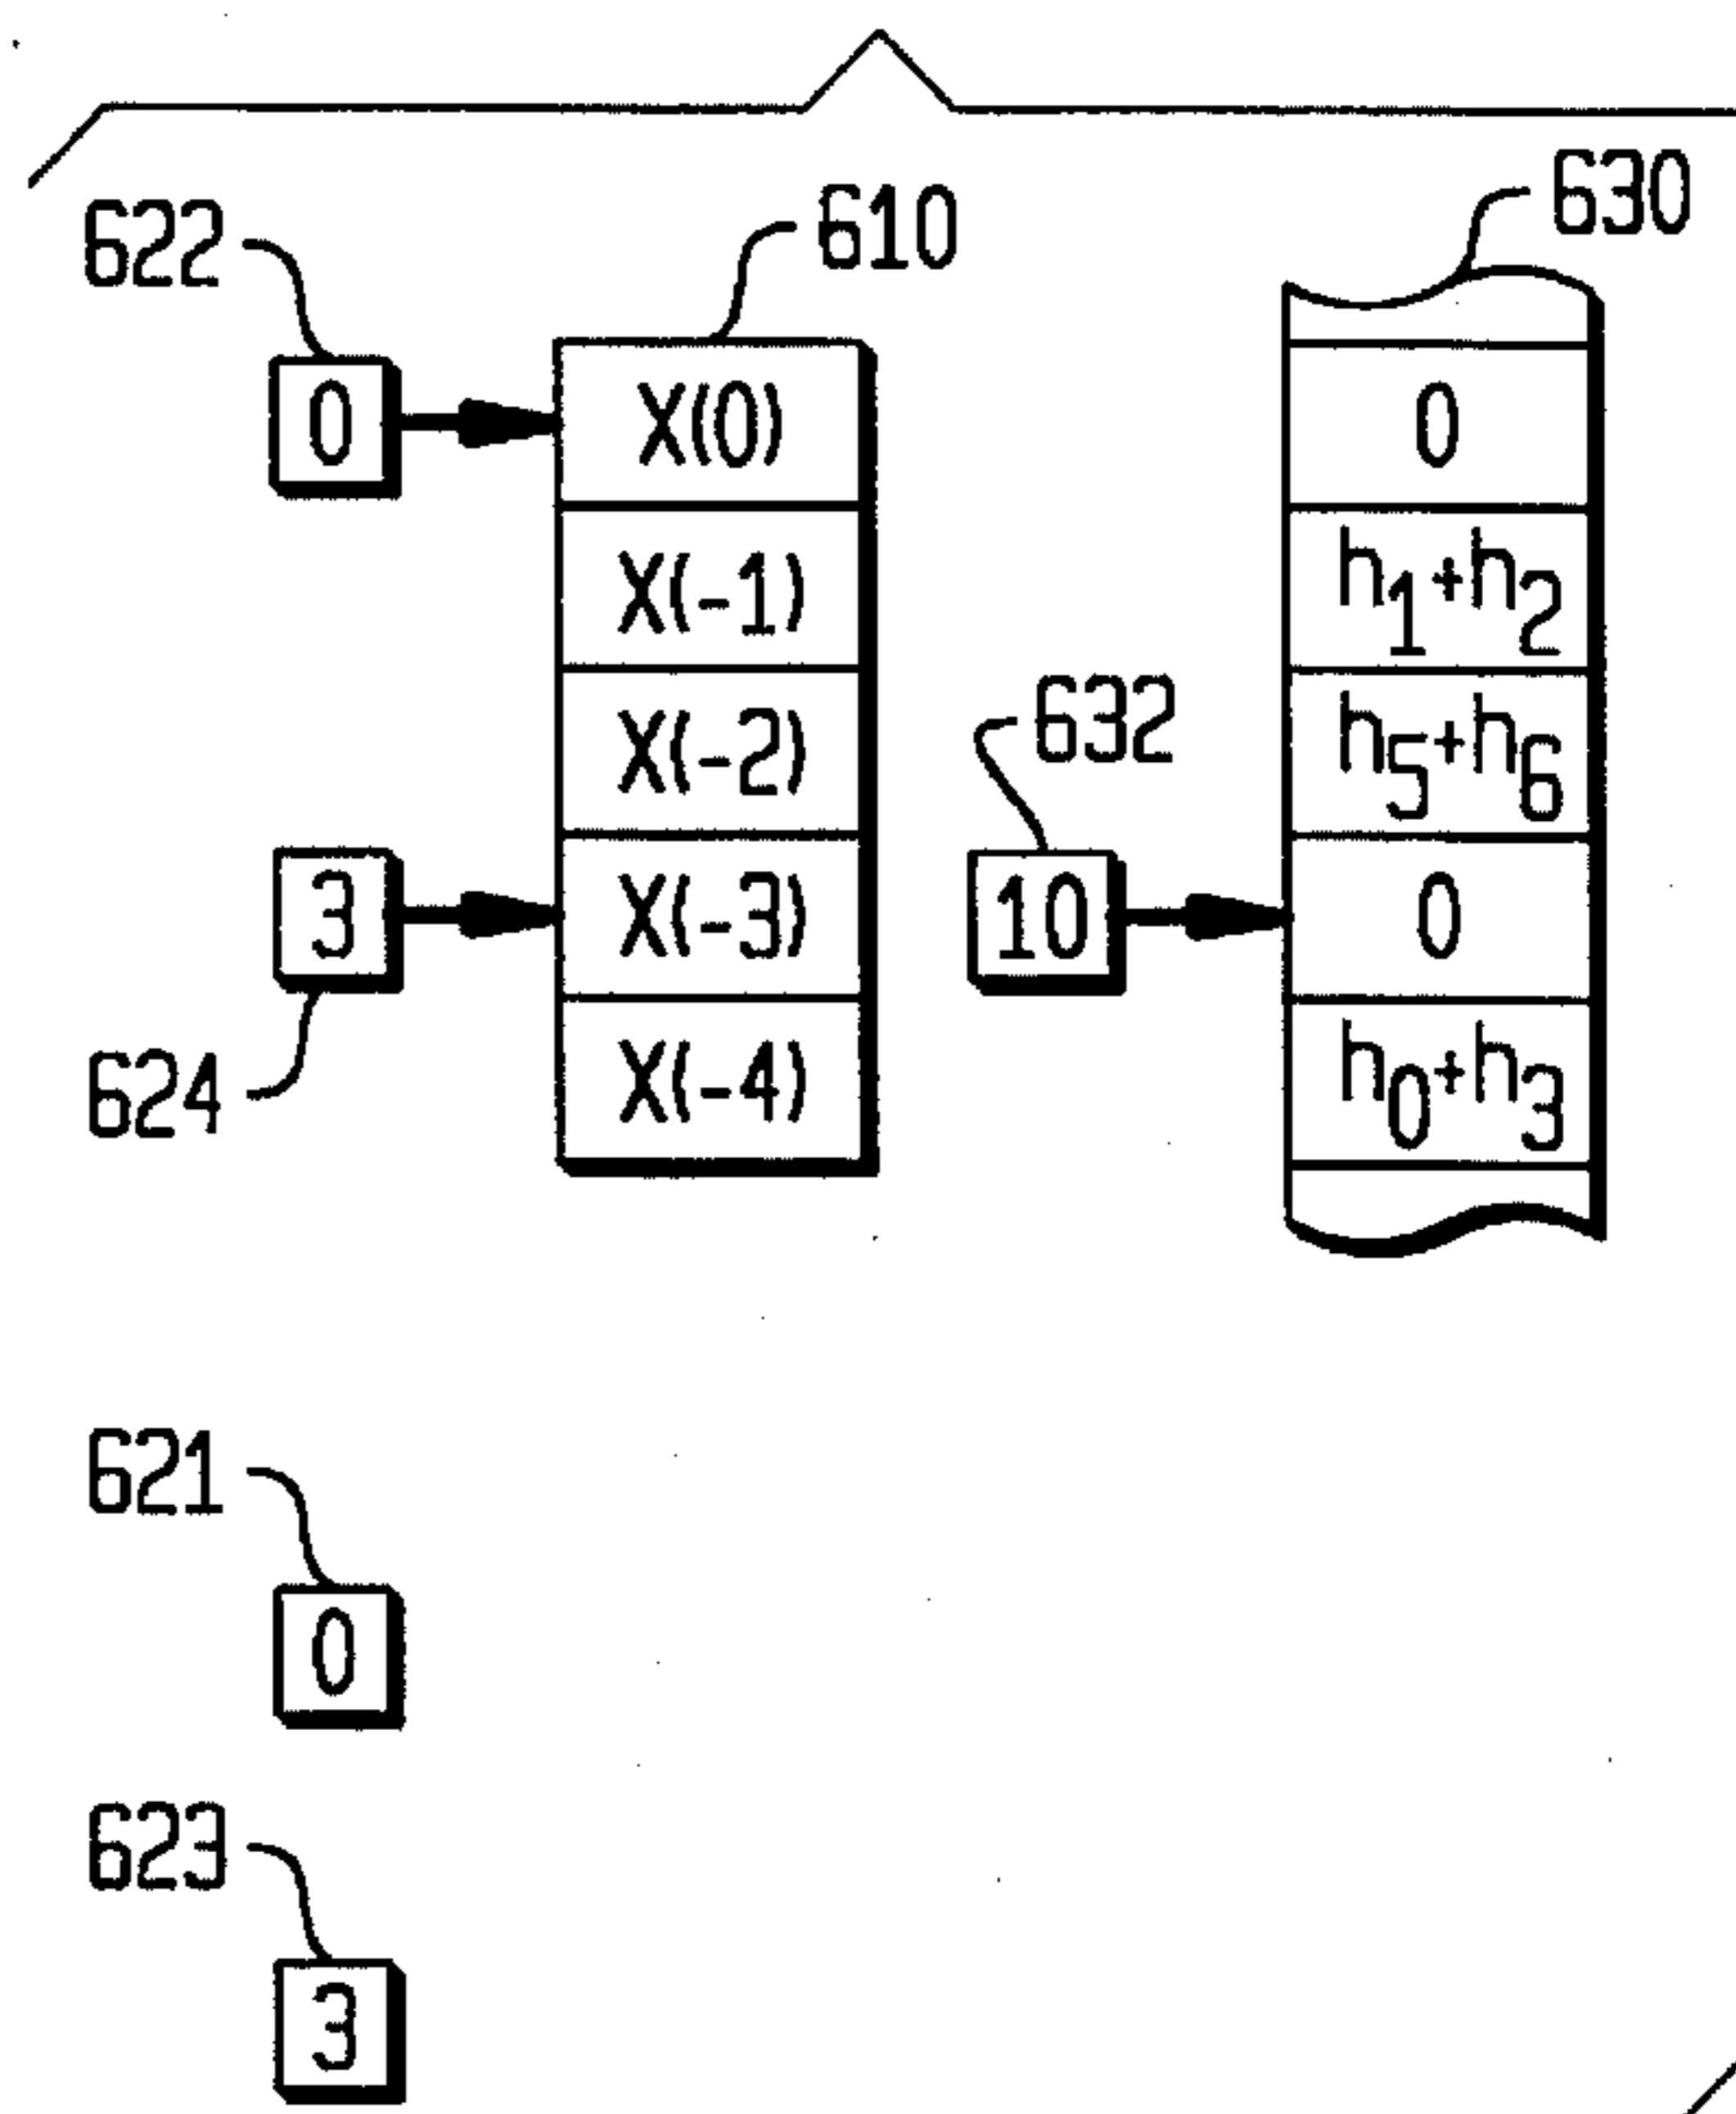 622
610
630
0
X(0)
0
X(-1)
h1+h2
X(-2)
632
h5+h6
3
X(-3)
10
0
624
X(-4)
h0+h3
621
0
623
3